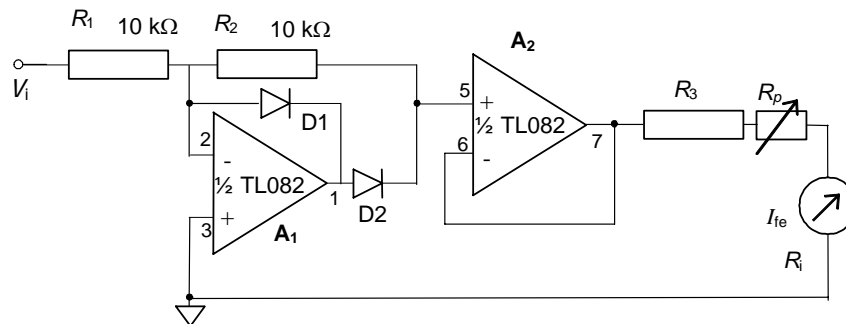 R1
10 kΩ
R2
10 kΩ
A2
Vi
D1
5
+
½ TL082
6
-
7
R3
Rp
2
-
½ TL082
1
+
3
A1
D2
Ife
Ri